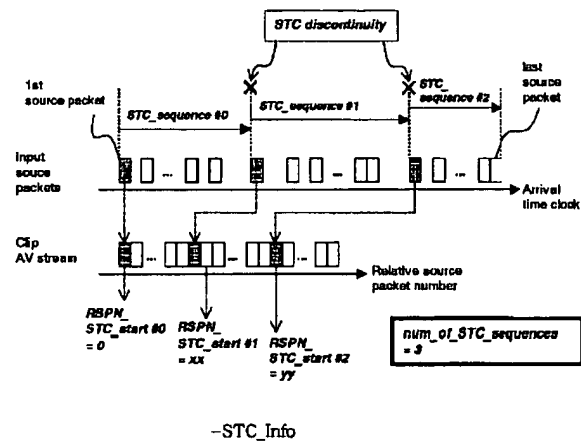 STC discontinuity
1st
source packet
last
source
packet
STC_
sequence #2
STC_sequence #0
STC_sequence #1
Input
souce
packets
...
...
...
Arrival
time clock
Clip
AV stream
...
...
...
Relative source
packet number
RSPN_
STC_start #0
= 0
RSPN_
STC_start #1
= xx
RSPN_
STC_start #2
= yy
num_of_STC_sequences
= 3
–STC_Info